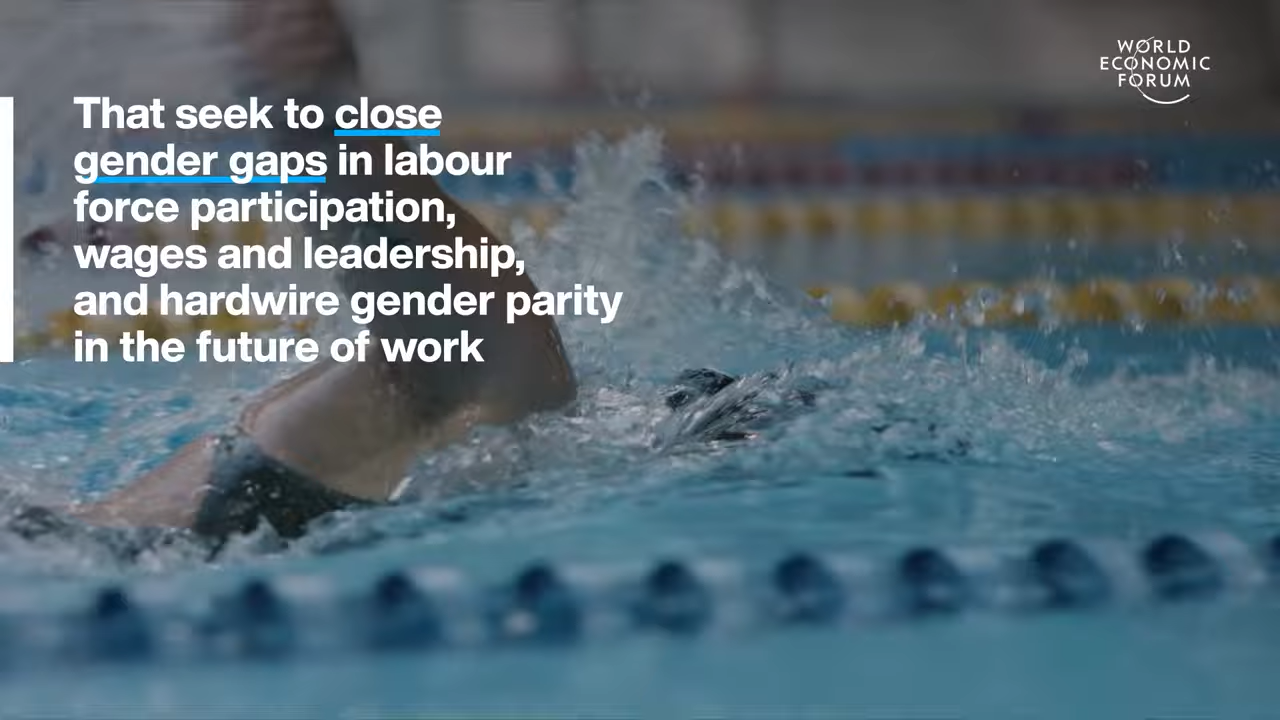 That seek to close
gender gaps in labour
force participation,
wages and leadership,
and hardwire gender parity
in the future of work
WORLD
ECONOMIC
FORUM